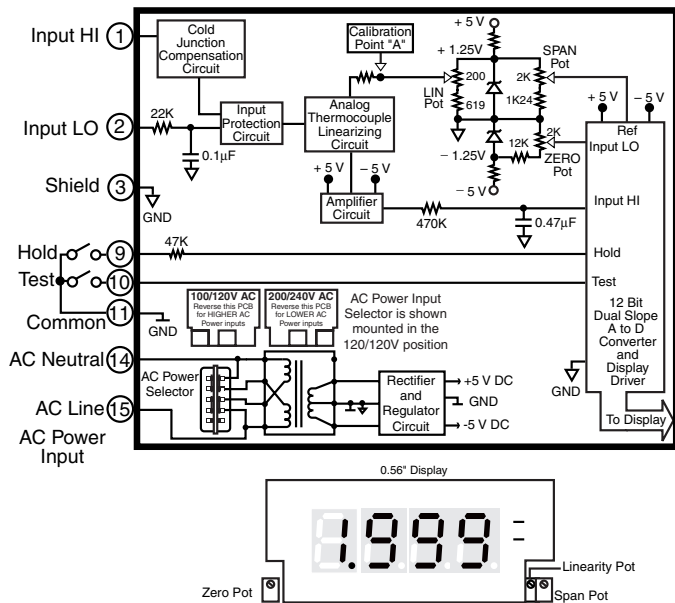 Input HI 1
Cold
Junction
Compensation
Circuit
Calibration
Point "A"
+ 5 V
+ 1.25V
SPAN
Pot
LIN
Pot
200
619
2K
1K24
+ 5 V
– 5 V
Input LO 2
22K
0.1µF
Input
Protection
Circuit
Analog
Thermocouple
Linearizing
Circuit
– 1.25V
12K
2K
ZERO
Pot
– 5 V
Ref
Input LO
Shield 3
GND
+ 5 V
– 5 V
Amplifier
Circuit
470K
0.47µF
Input HI
Hold 9
47K
Hold
Test 10
Test
Common 11
GND
100/120V AC
Reverse this PCB
for HIGHER AC
Power inputs
200/240V AC
Reverse this PCB
for LOWER AC
Power inputs
AC Power Input
Selector is shown
mounted in the
120/120V position
12 Bit
Dual Slope
A to D
Converter
and
Display
Driver
GND
To Display
AC Neutral 14
AC Line 15
AC Power
Input
AC Power
Selector
Rectifier
and
Regulator
Circuit
+5 V DC
GND
-5 V DC
0.56" Display
1.999
Zero Pot
Linearity Pot
Span Pot